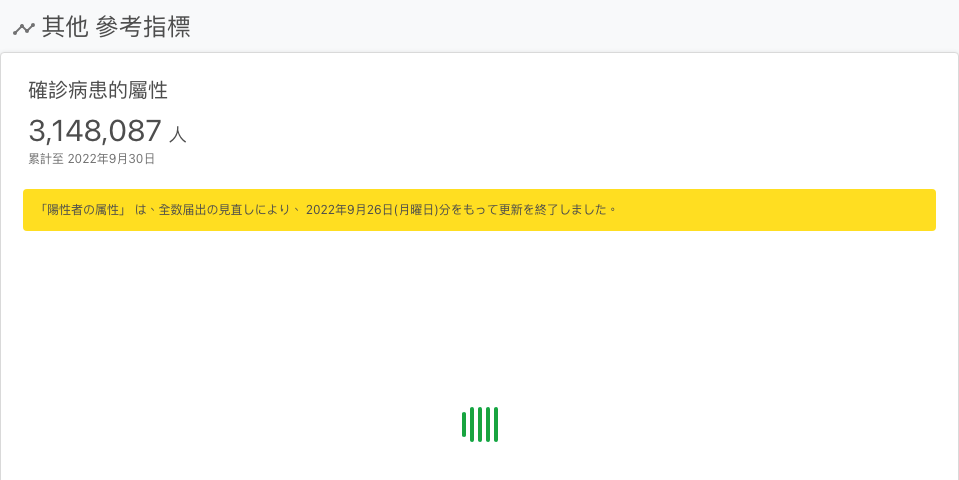 其他 參考指標
確診病患的屬性
3,148,087 人
累計至 2022年9月30日
「陽性者の属性」 は、全数届出の見直しにより、 2022年9月26日(月曜日)分をもって更新を終了しました。